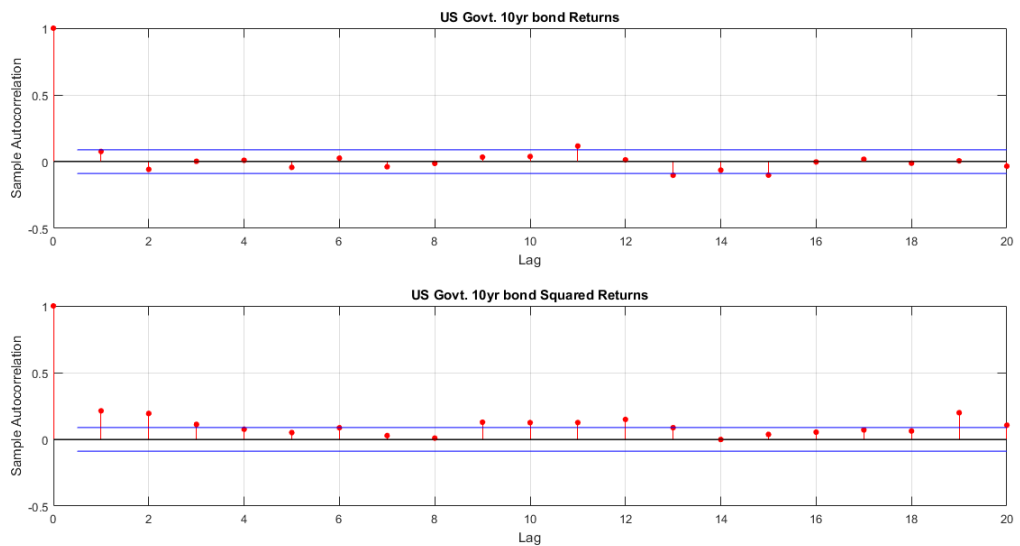 US Govt. 10yr bond Returns
Sample Autocorrelation
1
0.5
0
-0.5
0 2 4 6 8 10 12 14 16 18 20
Lag
US Govt. 10yr bond Squared Returns
Sample Autocorrelation
1
0.5
0
-0.5
0 2 4 6 8 10 12 14 16 18 20
Lag